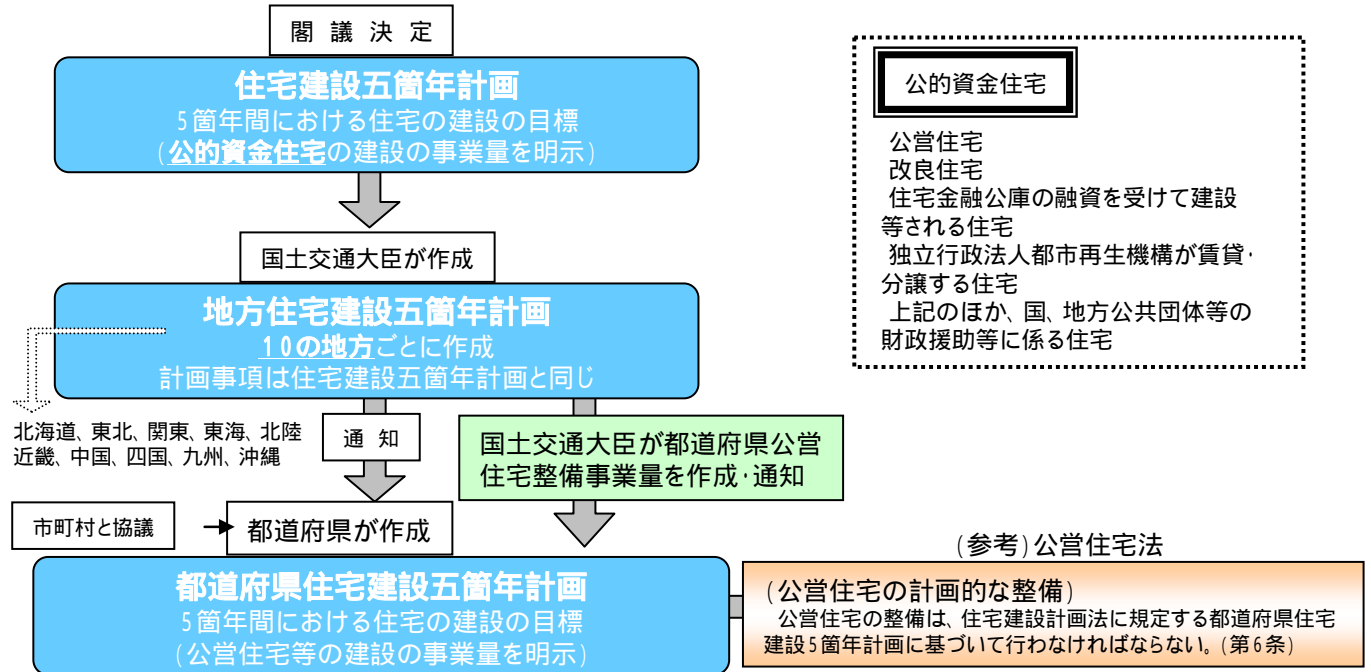 閣 議 決 定
住宅建設五箇年計画
5箇年間における住宅の建設の目標
(公的資金住宅の建設の事業量を明示)
国土交通大臣が作成
地方住宅建設五箇年計画
10の地方ごとに作成
計画事項は住宅建設五箇年計画と同じ
北海道、東北、関東、東海、北陸
近畿、中国、四国、九州、沖縄
通 知
国土交通大臣が都道府県公営
住宅整備事業量を作成・通知
市町村と協議
都道府県が作成
都道府県住宅建設五箇年計画
5箇年間における住宅の建設の目標
(公営住宅等の建設の事業量を明示)
公的資金住宅
公営住宅
改良住宅
住宅金融公庫の融資を受けて建設
等される住宅
独立行政法人都市再生機構が賃貸・
分譲する住宅
上記のほか、国、地方公共団体等の
財政援助等に係る住宅
(参考)公営住宅法
(公営住宅の計画的な整備)
公営住宅の整備は、住宅建設計画法に規定する都道府県住宅
建設5箇年計画に基づいて行わなければならない。(第6条)